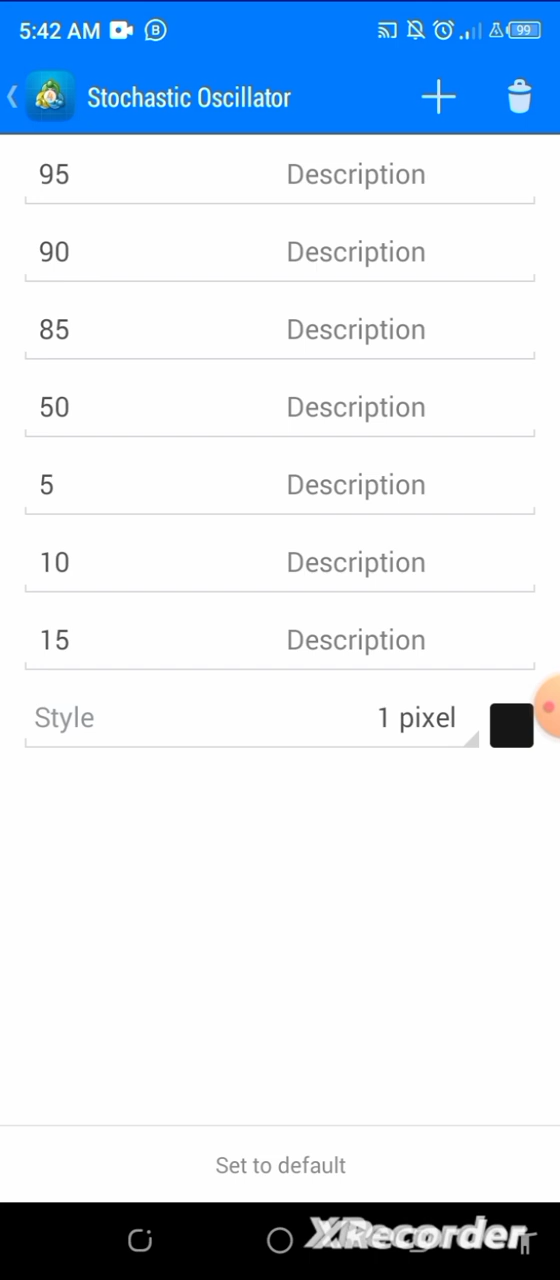 5:42 AM B 99
Stochastic Oscillator
95 Description
90 Description
85 Description
50 Description
5 Description
10 Description
15 Description
Style 1 pixel
Set to default
XRecorder